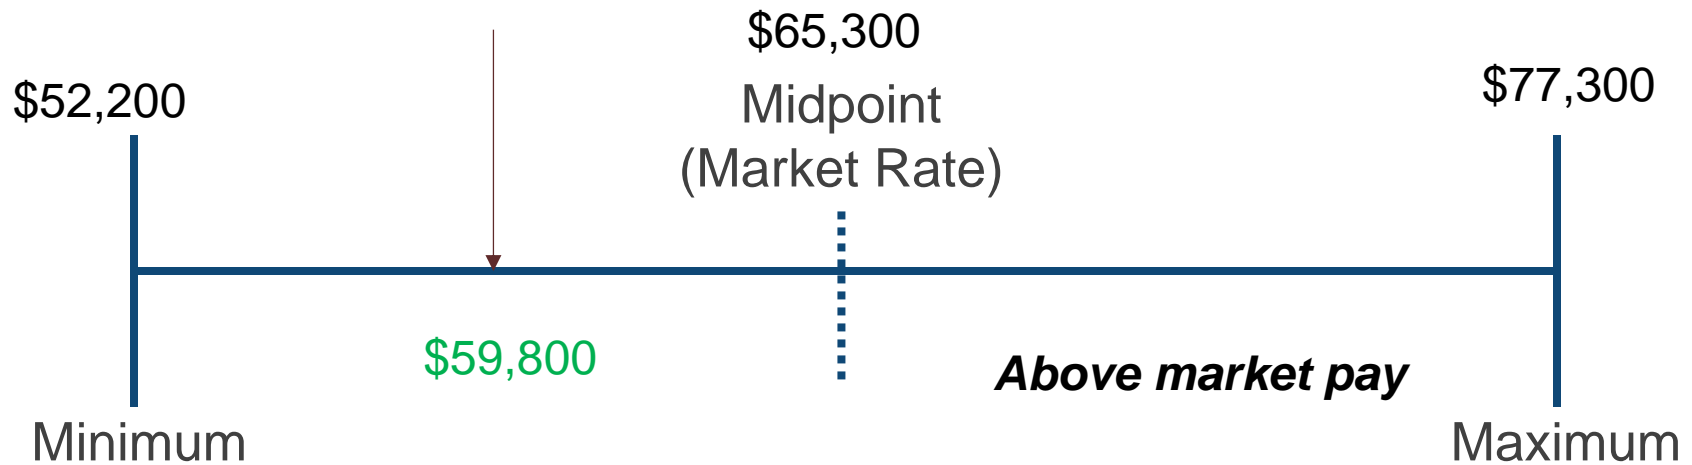 $65,300
Midpoint
(Market Rate)
$52,200
$77,300
$59,800
Above market pay
Minimum
Maximum